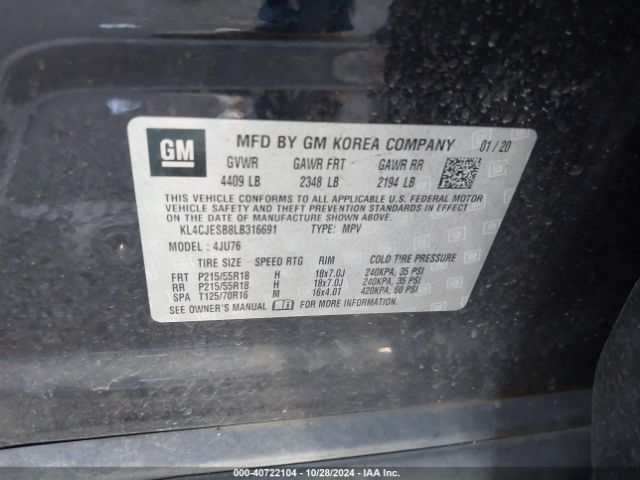 GM
MFD BY GM KOREA COMPANY 01/20
GVWR GAWR FRT GAWR RR
4409 LB 2348 LB 2194 LB
THIS VEHICLE CONFORMS TO ALL APPLICABLE U.S. FEDERAL MOTOR
VEHICLE SAFETY AND THEFT PREVENTION STANDARDS IN EFFECT
ON THE DATE OF MANUFACTURE SHOWN ABOVE.
KL4CJESB8LB316691 TYPE: MPV
MODEL: 4JU76
TIRE SIZE SPEED RTG RIM COLD TIRE PRESSURE
FRT P215/55R18 H 18x7.0J 240KPA, 35 PSI
RR P215/55R18 H 18x7.0J 240KPA, 35 PSI
SPA T125/70R16 M 16x4.0T 420KPA, 60 PSI
SEE OWNER'S MANUAL FOR MORE INFORMATION
000-40722104 - 10/28/2024 - IAA Inc.